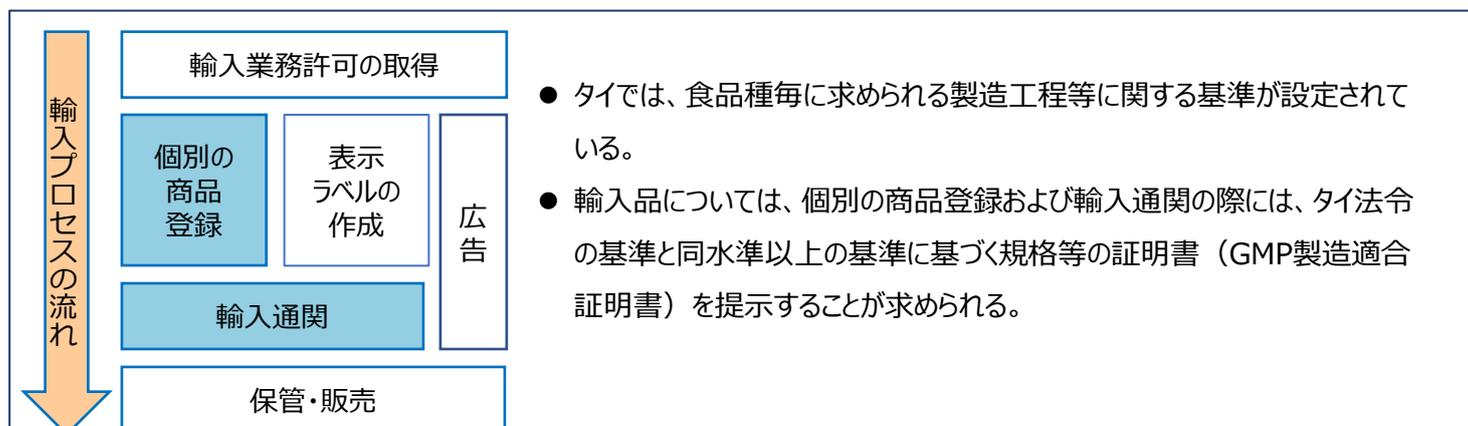 輸入プロセスの流れ
輸入業務許可の取得
個別の
商品
登録
表示
ラベルの
作成
広告
輸入通関
保管・販売
● タイでは、食品種毎に求められる製造工程等に関する基準が設定されて
いる。
● 輸入品については、個別の商品登録および輸入通関の際には、タイ法令
の基準と同水準以上の基準に基づく規格等の証明書（GMP製造適合
証明書）を提示することが求められる。